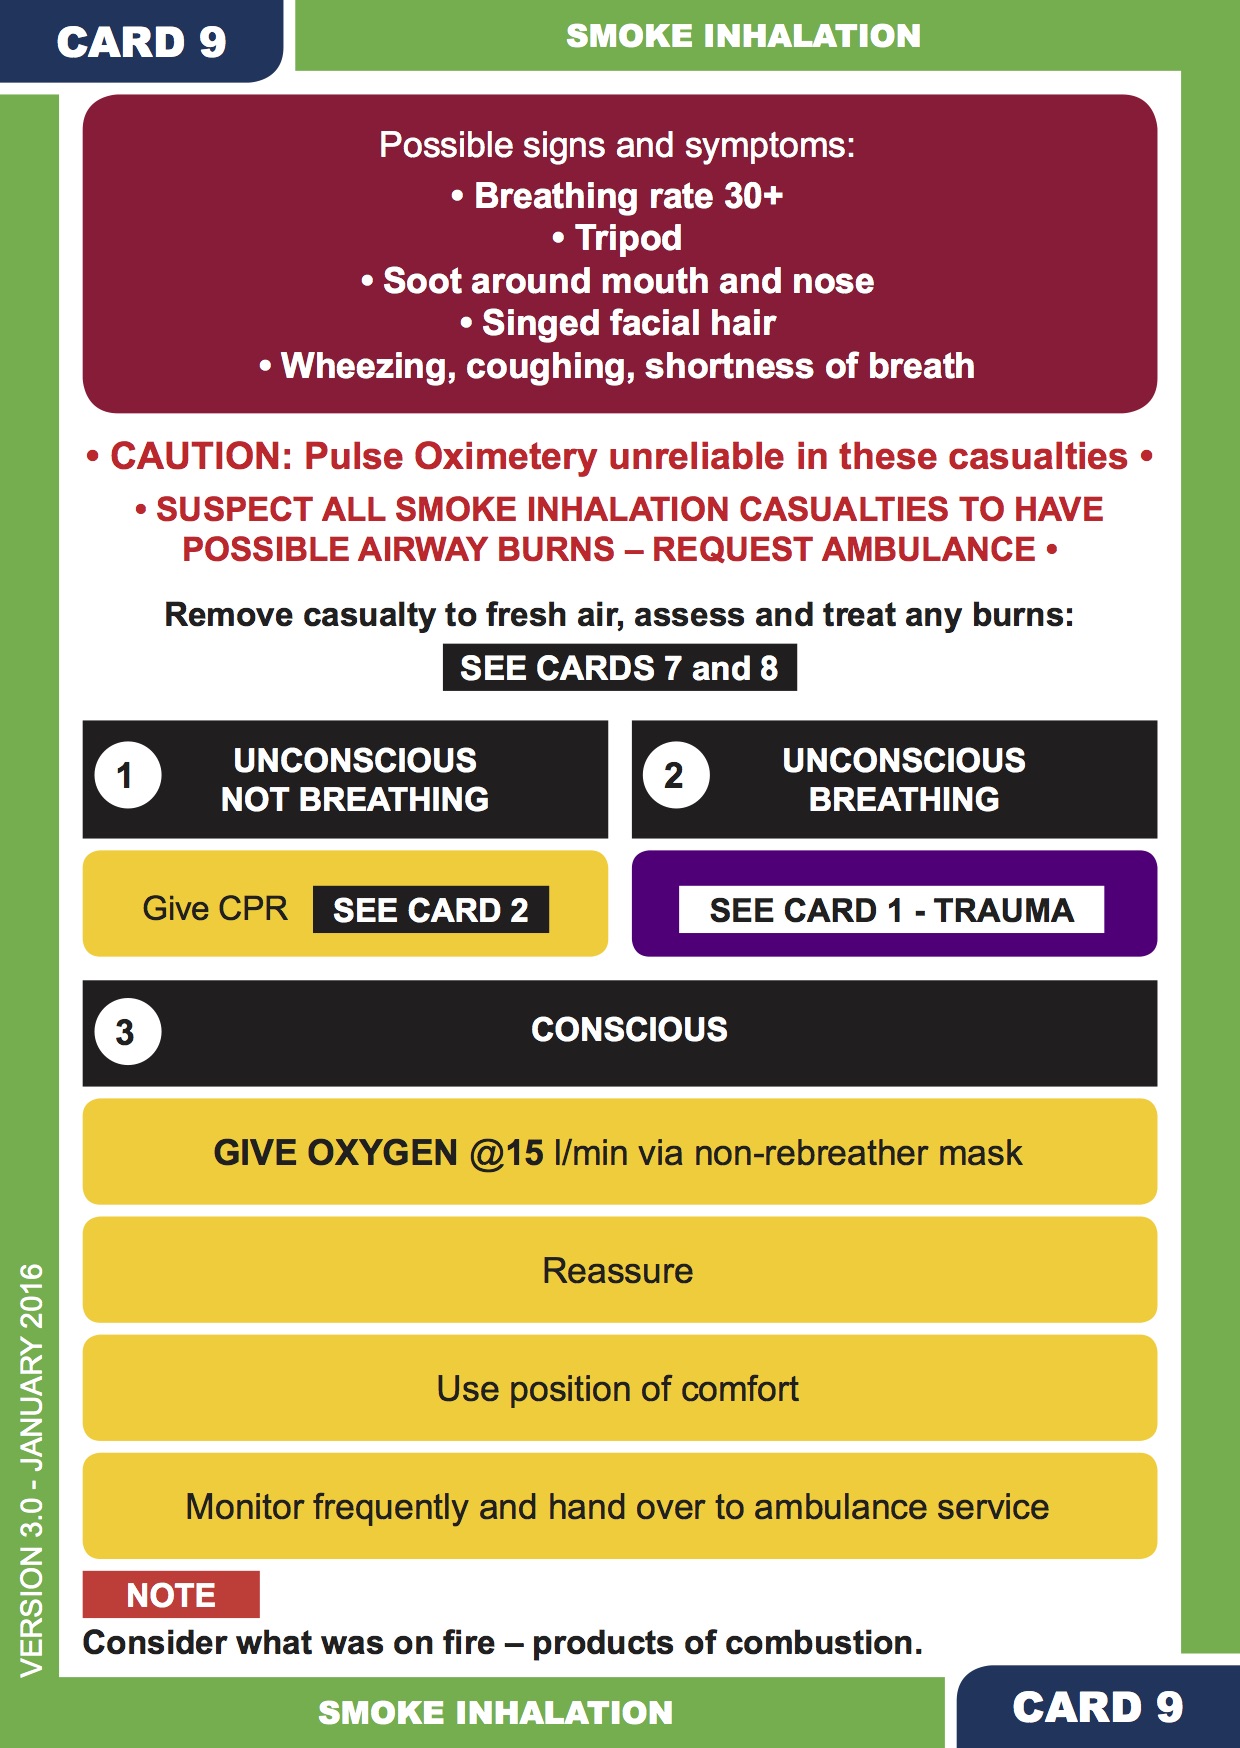 CARD 9
SMOKE INHALATION
Possible signs and symptoms:
• Breathing rate 30+
• Tripod
• Soot around mouth and nose
• Singed facial hair
• Wheezing, coughing, shortness of breath
• CAUTION: Pulse Oximetery unreliable in these casualties •
• SUSPECT ALL SMOKE INHALATION CASUALTIES TO HAVE
POSSIBLE AIRWAY BURNS – REQUEST AMBULANCE •
Remove casualty to fresh air, assess and treat any burns:
SEE CARDS 7 and 8
1
UNCONSCIOUS
NOT BREATHING
Give CPR SEE CARD 2
2
UNCONSCIOUS
BREATHING
SEE CARD 1 - TRAUMA
3
CONSCIOUS
GIVE OXYGEN @15 l/min via non-rebreather mask
Reassure
Use position of comfort
Monitor frequently and hand over to ambulance service
NOTE
Consider what was on fire – products of combustion.
VERSION 3.0 - JANUARY 2016
SMOKE INHALATION
CARD 9